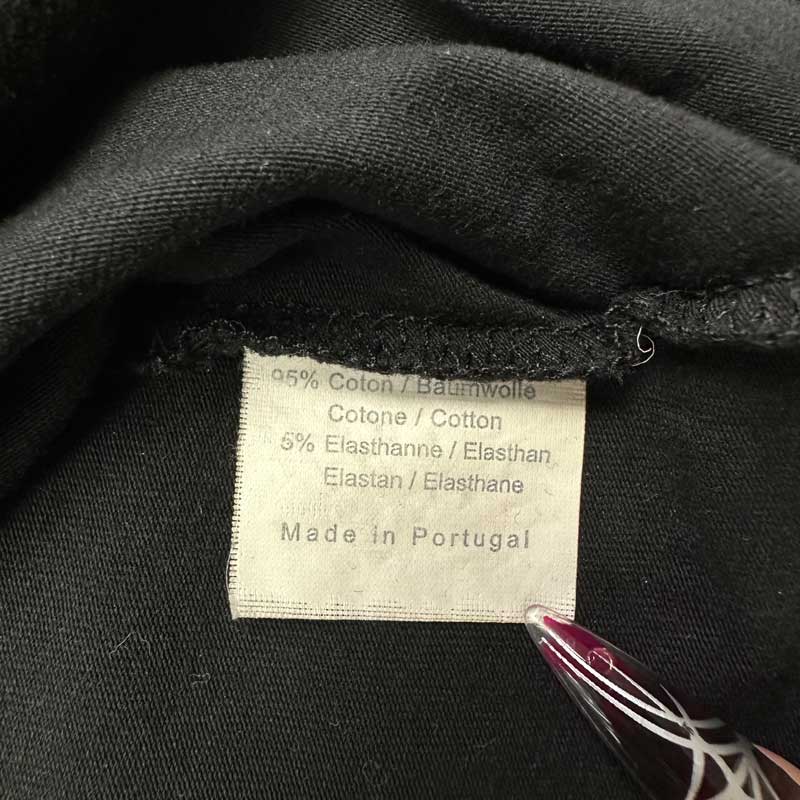 95% Coton / Baumwolle
Cotone / Cotton
5% Elasthanne / Elasthan
Elastan / Elasthane
Made in Portugal